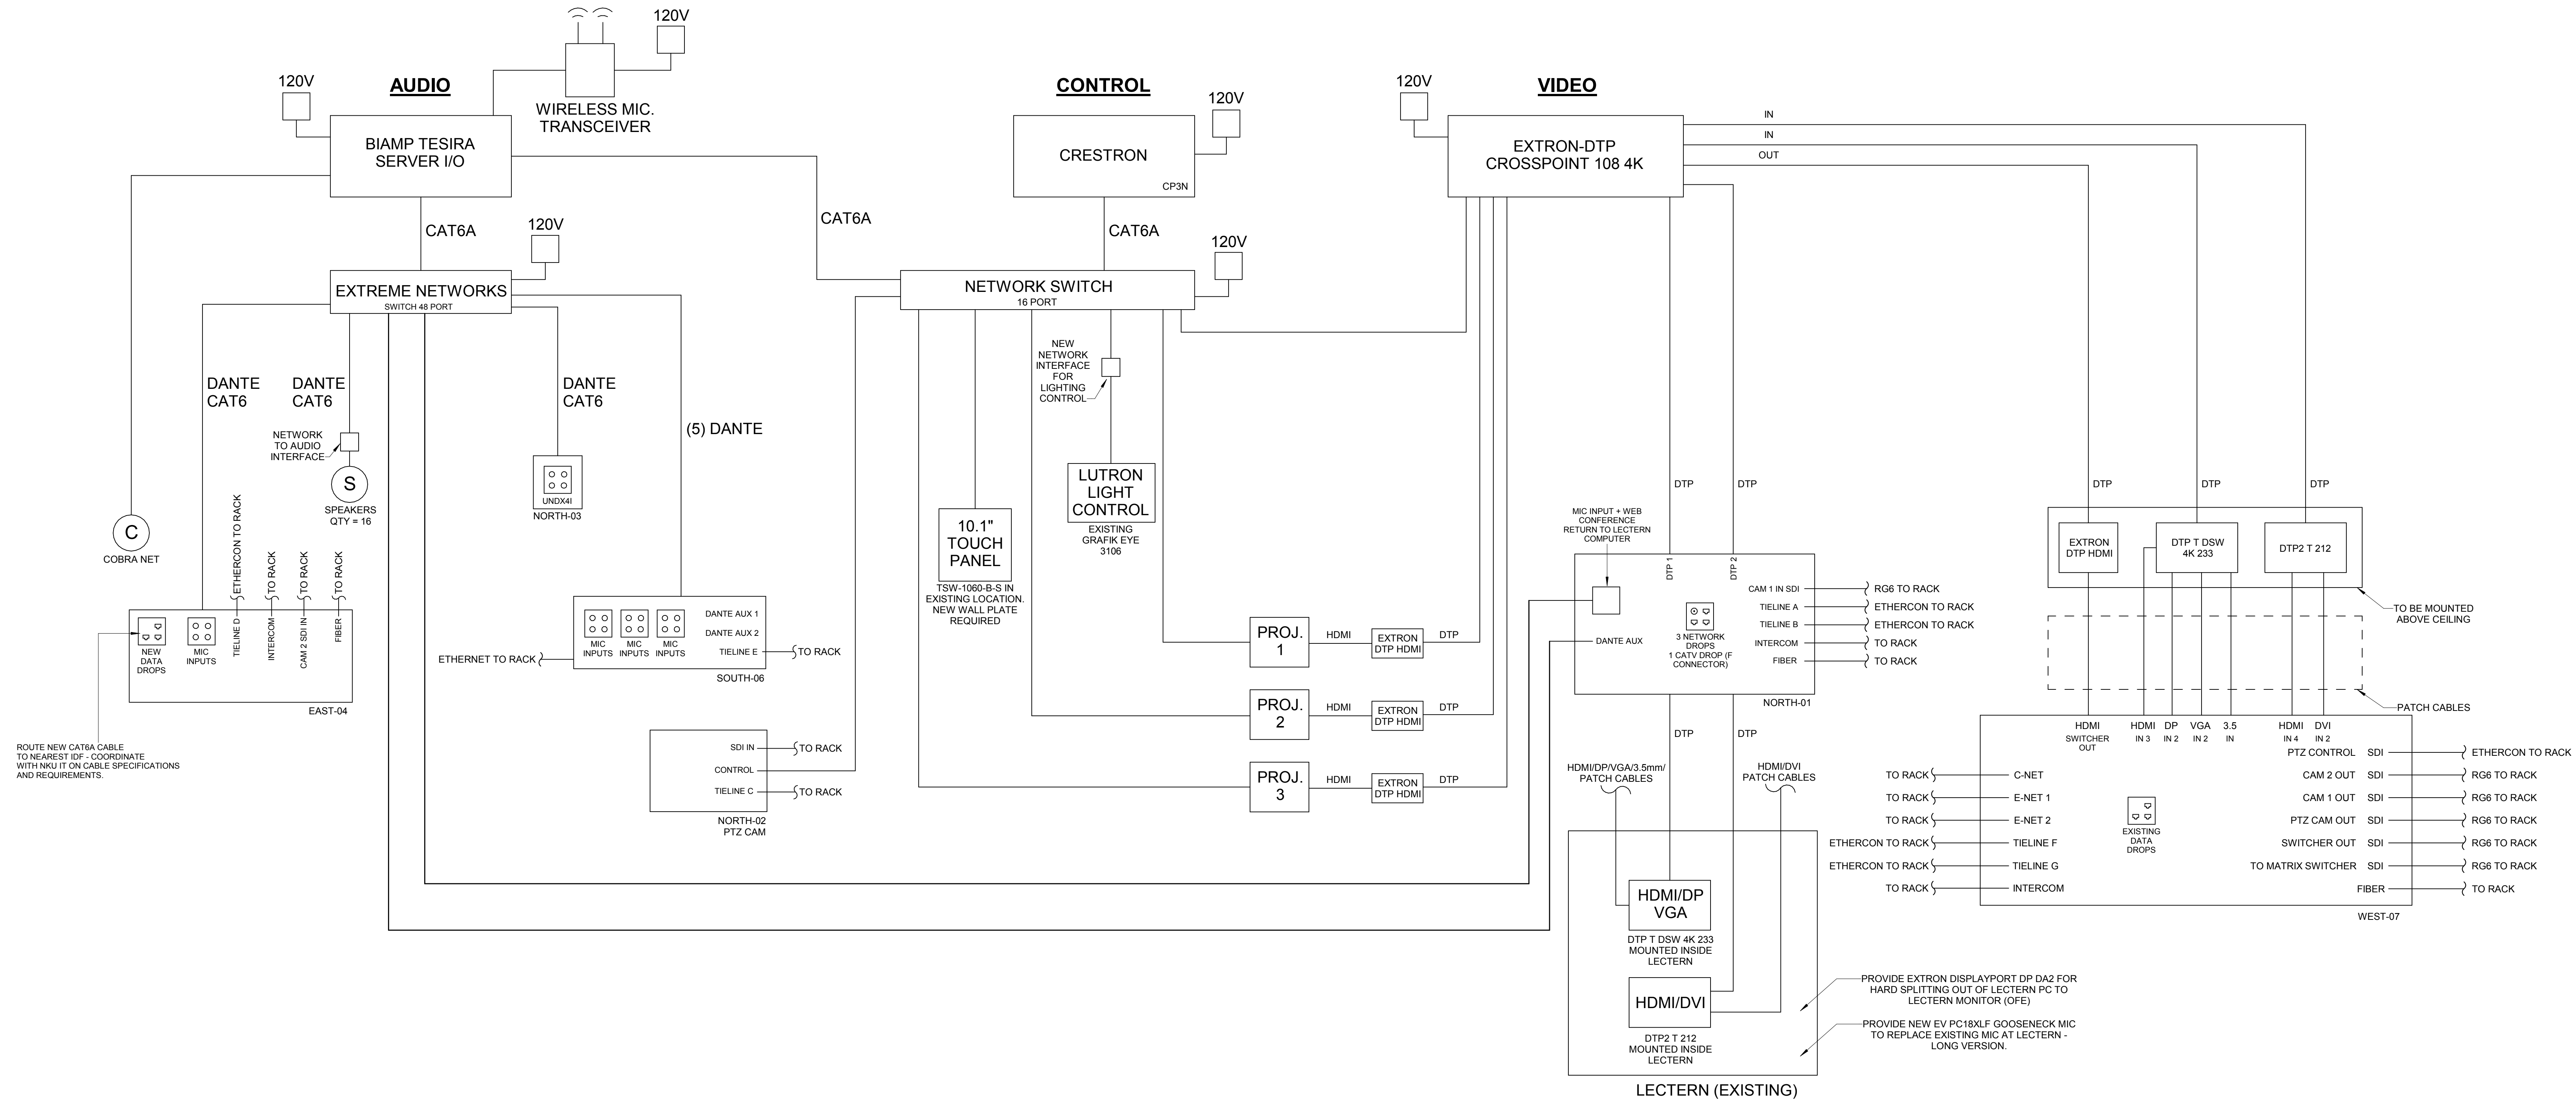 120V
AUDIO
120V
WIRELESS MIC.
TRANSCEIVER
BIAMP TESIRA
SERVER I/O
CAT6A
CAT6A
120V
EXTREME NETWORKS
SWITCH 48 PORT
DANTE
CAT6
DANTE
CAT6
DANTE
CAT6
(5) DANTE
NETWORK
TO AUDIO
INTERFACE
S
SPEAKERS
QTY = 16
C
COBRA NET
UNDX4I
NORTH-03
ETHERCON TO RACK
TO RACK
TO RACK
TO RACK
TIELINE D
INTERCOM
CAM 2 SDI IN
FIBER
NEW
DATA
DROPS
MIC
INPUTS
EAST-04
ROUTE NEW CAT6A CABLE
TO NEAREST IDF - COORDINATE
WITH NKU IT ON CABLE SPECIFICATIONS
AND REQUIREMENTS.
ETHERNET TO RACK
MIC
INPUTS
MIC
INPUTS
MIC
INPUTS
DANTE AUX 1
DANTE AUX 2
TIELINE E
TO RACK
SOUTH-06
SDI IN
TO RACK
CONTROL
TIELINE C
TO RACK
NORTH-02
PTZ CAM
CONTROL
120V
CRESTRON
CP3N
CAT6A
120V
NETWORK SWITCH
16 PORT
NEW
NETWORK
INTERFACE
FOR
LIGHTING
CONTROL
LUTRON
LIGHT
CONTROL
EXISTING
GRAFIK EYE
3106
10.1"
TOUCH
PANEL
TSW-1060-B-S IN
EXISTING LOCATION.
NEW WALL PLATE
REQUIRED
PROJ.
1
HDMI
EXTRON
DTP HDMI
DTP
PROJ.
2
HDMI
EXTRON
DTP HDMI
DTP
PROJ.
3
HDMI
EXTRON
DTP HDMI
DTP
VIDEO
120V
EXTRON-DTP
CROSSPOINT 108 4K
IN
IN
OUT
DTP
DTP
DTP
DTP
DTP
MIC INPUT + WEB
CONFERENCE
RETURN TO LECTERN
COMPUTER
DTP 1
DTP 2
DANTE AUX
3 NETWORK
DROPS
1 CATV DROP (F
CONNECTOR)
CAM 1 IN SDI
RG6 TO RACK
TIELINE A
ETHERCON TO RACK
TIELINE B
ETHERCON TO RACK
INTERCOM
TO RACK
FIBER
TO RACK
NORTH-01
DTP
DTP
HDMI/DP/VGA/3.5mm/
PATCH CABLES
HDMI/DVI
PATCH CABLES
HDMI/DP
VGA
DTP T DSW 4K 233
MOUNTED INSIDE
LECTERN
HDMI/DVI
DTP2 T 212
MOUNTED INSIDE
LECTERN
LECTERN (EXISTING)
PROVIDE EXTRON DISPLAYPORT DP DA2 FOR
HARD SPLITTING OUT OF LECTERN PC TO
LECTERN MONITOR (OFE)
PROVIDE NEW EV PC18XLF GOOSENECK MIC
TO REPLACE EXISTING MIC AT LECTERN -
LONG VERSION.
EXTRON
DTP HDMI
DTP T DSW
4K 233
DTP2 T 212
TO BE MOUNTED
ABOVE CEILING
PATCH CABLES
HDMI
SWITCHER
OUT
HDMI
IN 3
DP
IN 2
VGA
IN 2
3.5
IN
HDMI
IN 4
DVI
IN 2
PTZ CONTROL SDI
ETHERCON TO RACK
TO RACK
C-NET
CAM 2 OUT SDI
RG6 TO RACK
TO RACK
E-NET 1
CAM 1 OUT SDI
RG6 TO RACK
TO RACK
E-NET 2
PTZ CAM OUT SDI
RG6 TO RACK
ETHERCON TO RACK
TIELINE F
SWITCHER OUT SDI
RG6 TO RACK
ETHERCON TO RACK
TIELINE G
TO MATRIX SWITCHER SDI
RG6 TO RACK
TO RACK
INTERCOM
FIBER
TO RACK
EXISTING
DATA
DROPS
WEST-07